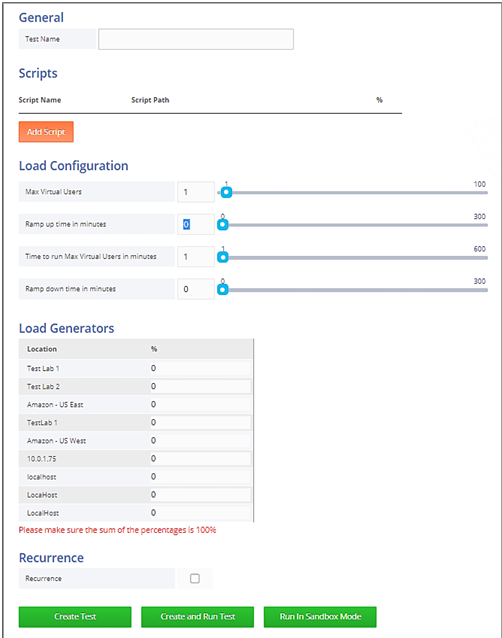 General
Test Name
Scripts
Script Name Script Path %
Add Script
Load Configuration
Max Virtual Users 1 1 100
Ramp up time in minutes 0 0 300
Time to run Max Virtual Users in minutes 1 1 600
Ramp down time in minutes 0 0 300
Load Generators
Location %
Test Lab 1 0
Test Lab 2 0
Amazon - US East 0
TestLab 1 0
Amazon - US West 0
10.0.1.75 0
localhost 0
LocaHost 0
LocalHost 0
Please make sure the sum of the percentages is 100%
Recurrence
Recurrence
Create Test Create and Run Test Run In Sandbox Mode